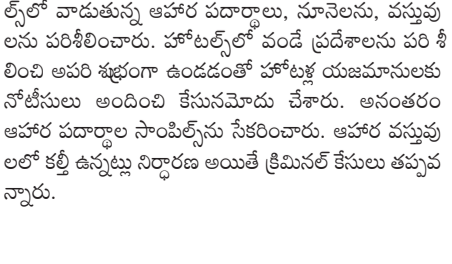 ల్స్‌లో వాడుతున్న ఆహార పదార్థాలు, నూనెలను, వస్తువు
లను పరిశీలించారు. హోటల్స్‌లో వండే ప్రదేశాలను పరి శీ
లించి అపరి శుభ్రంగా ఉండడంతో హోటళ్ల యజమానులకు
నోటీసులు అందించి కేసునమోదు చేశారు. అనంతరం
ఆహార పదార్థాల సాంపిల్స్‌ను సేకరించారు. ఆహార వస్తువు
లలో కల్తీ ఉన్నట్లు నిర్ధారణ అయితే క్రిమినల్ కేసులు తప్పవ
న్నారు.